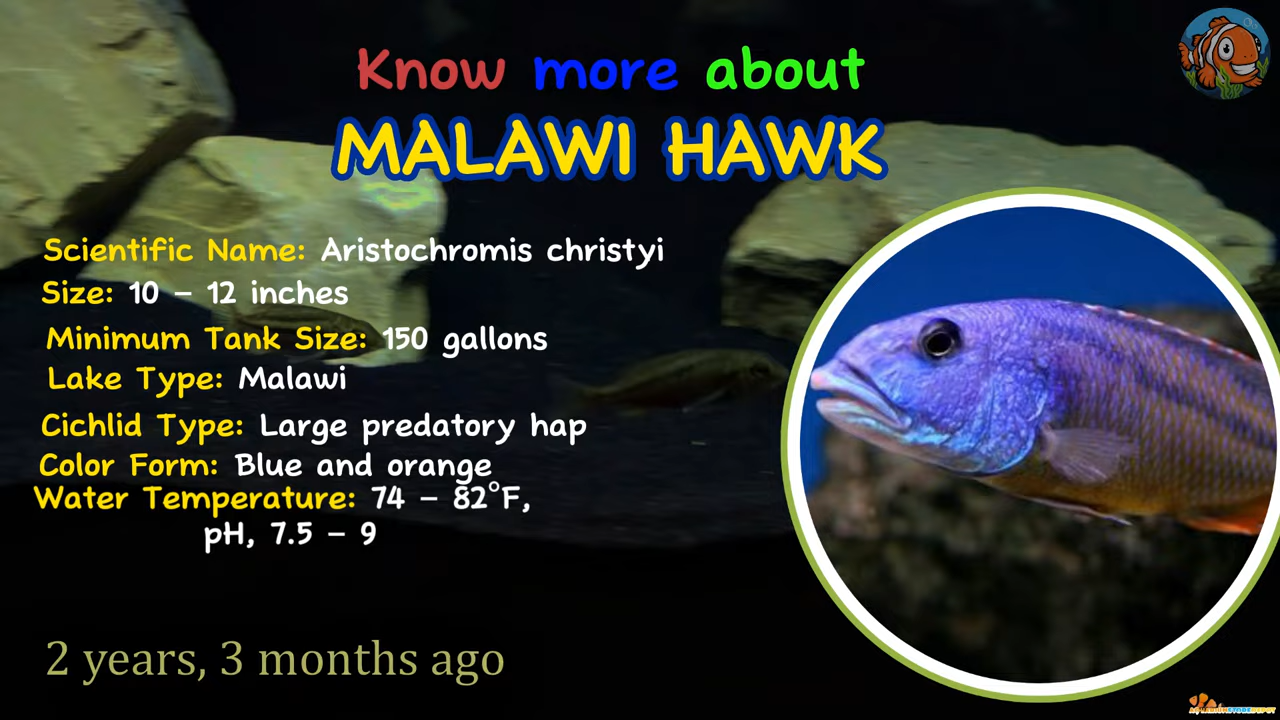 Know more about
MALAWI HAWK
Scientific Name: Aristochromis christyi
Size: 10 – 12 inches
Minimum Tank Size: 150 gallons
Lake Type: Malawi
Cichlid Type: Large predatory hap
Color Form: Blue and orange
Water Temperature: 74 – 82°F,
pH, 7.5 – 9
2 years, 3 months ago